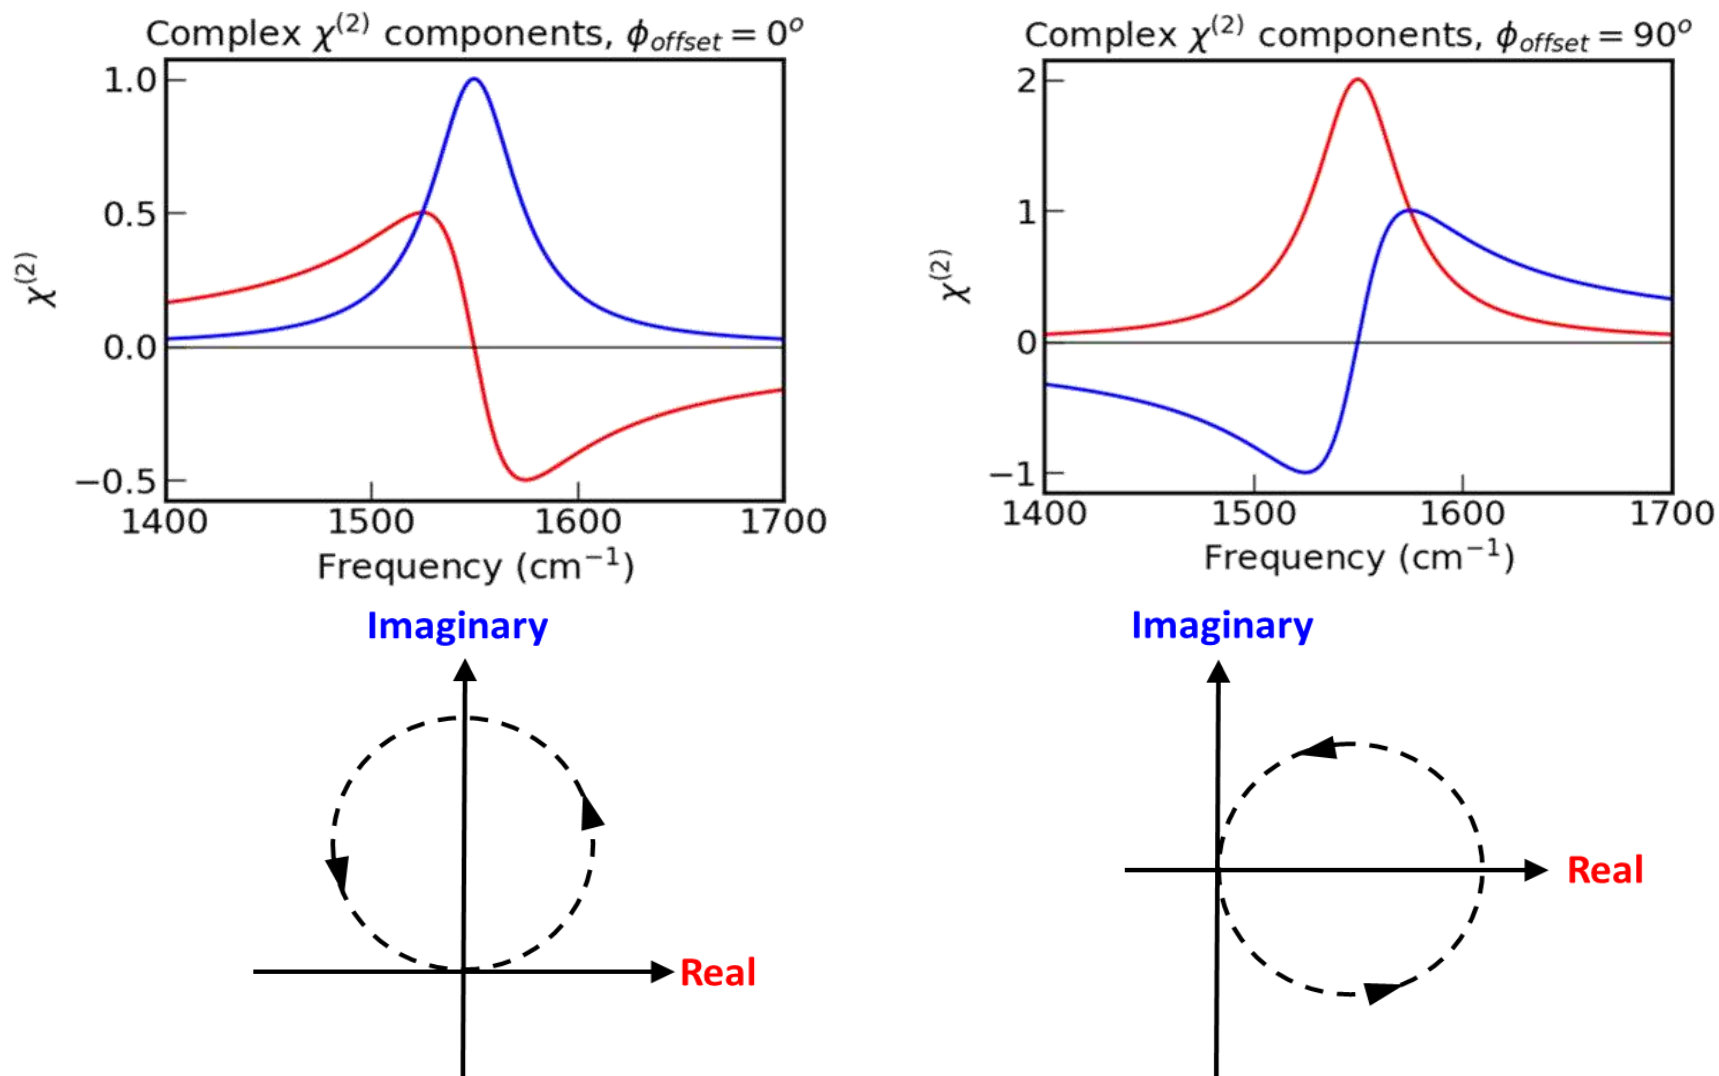 Complex χ⁽²⁾ components, ϕ_offset = 0°
1.0
0.5
0.0
−0.5
χ⁽²⁾
1400 1500 1600 1700
Frequency (cm⁻¹)
Complex χ⁽²⁾ components, ϕ_offset = 90°
2
1
0
−1
χ⁽²⁾
1400 1500 1600 1700
Frequency (cm⁻¹)
Imaginary
Real
Imaginary
Real